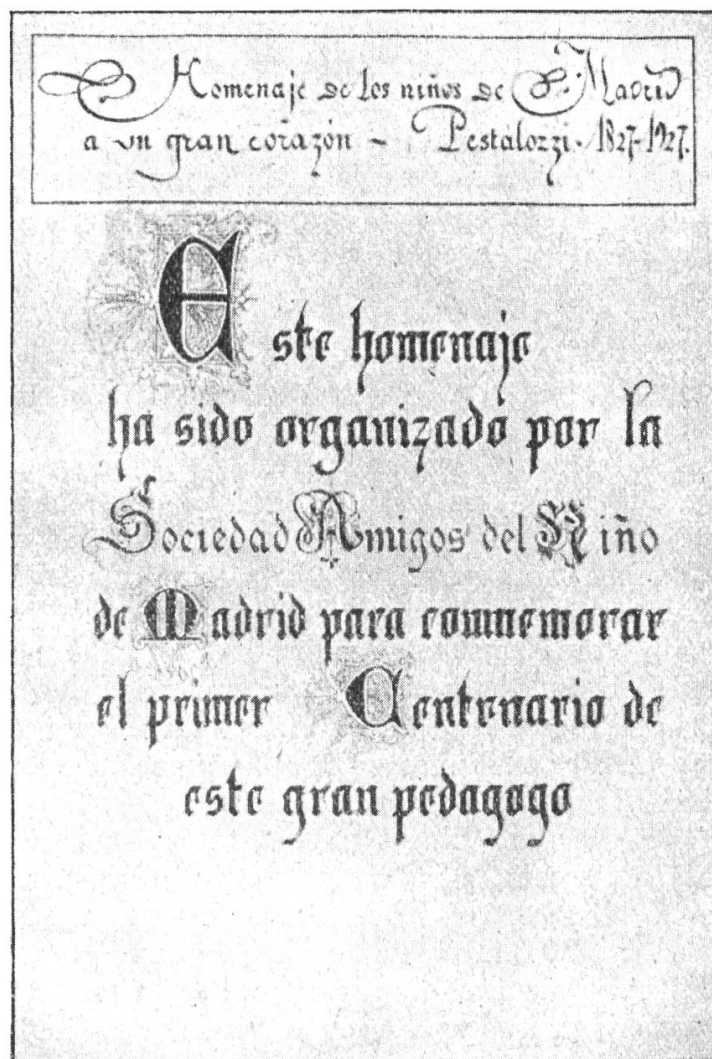 Homenaje de los niños de Madrid
a un gran corazón - Pestalozzi. 1827-1927.
Este homenaje
ha sido organizado por la
Sociedad Amigos del Niño
de Madrid para conmemorar
el primer Centenario de
este gran pedagogo